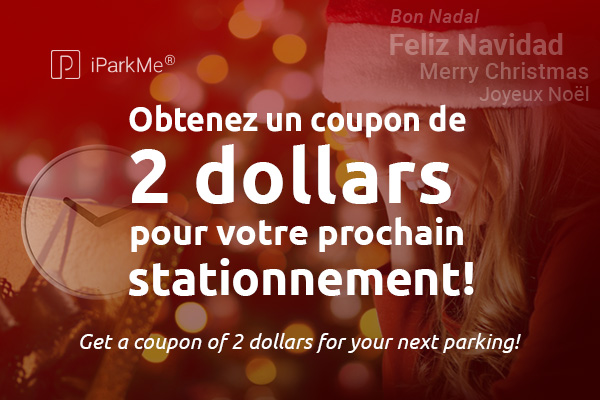 Bon Nadal
Feliz Navidad
Merry Christmas
Joyeux Noël
iParkMe®
Obtenez un coupon de
2 dollars
pour votre prochain
stationnement!
Get a coupon of 2 dollars for your next parking!